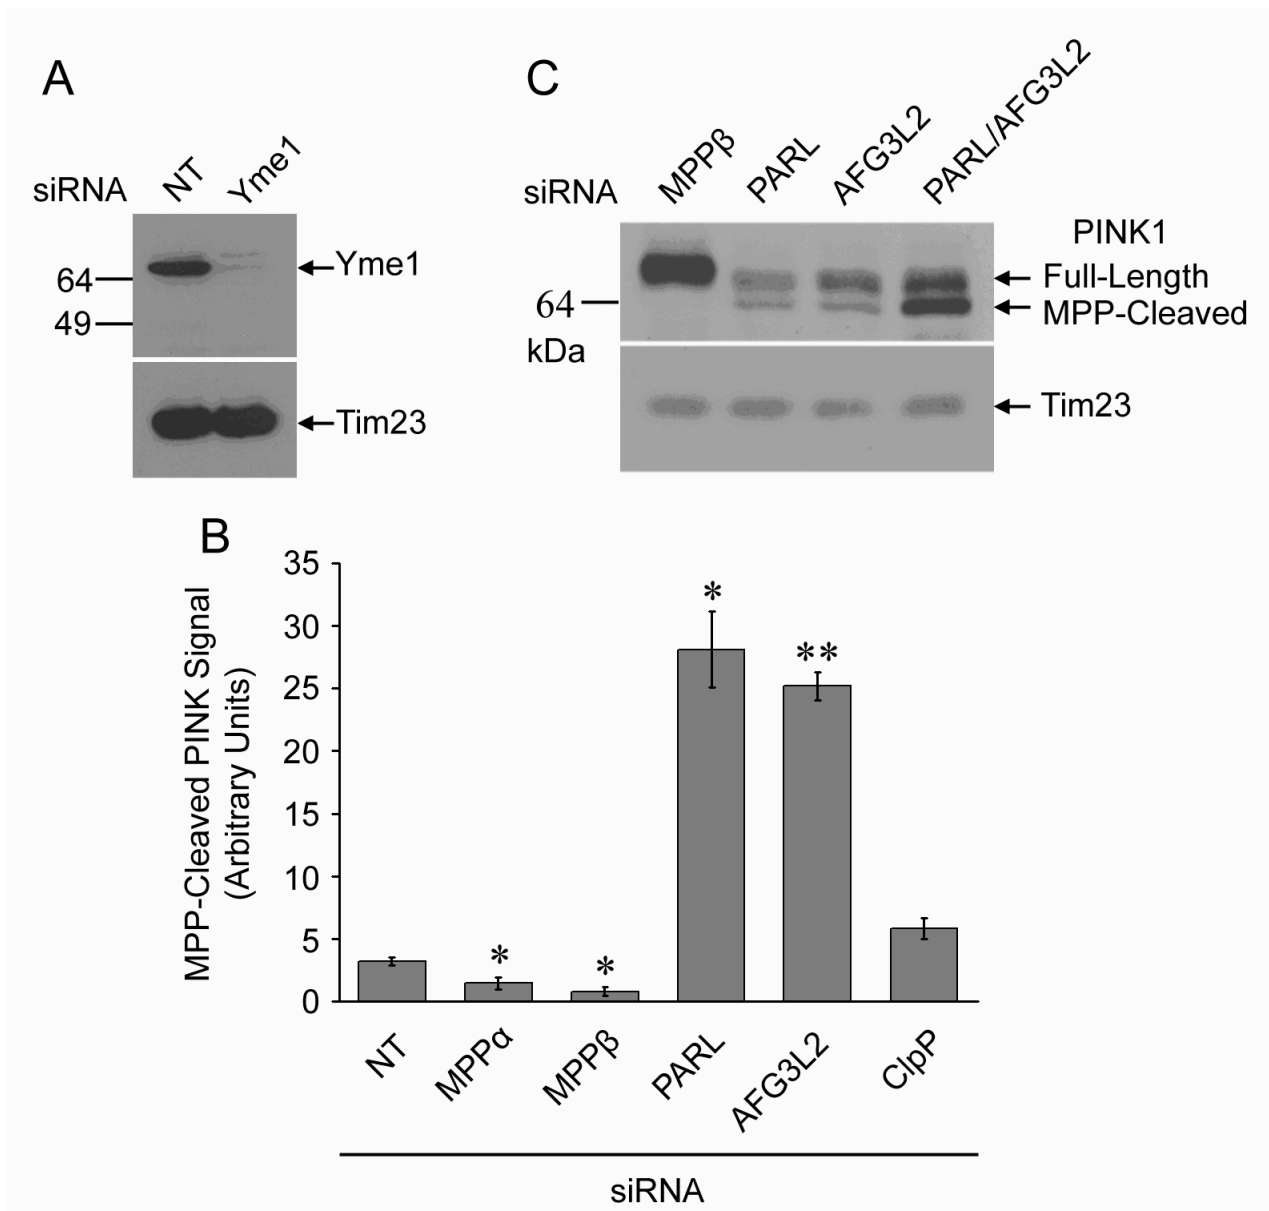 A
siRNA NT Yme1
Yme1
64
49
Tim23
C
siRNA MPPβ PARL AFG3L2 PARL/AFG3L2
PINK1
Full-Length
64
MPP-Cleaved
kDa
Tim23
B
MPP-Cleaved PINK Signal
(Arbitrary Units)
35
30
25
20
15
10
5
0
*
*
*
**
NT MPPα MPPβ PARL AFG3L2 ClpP
siRNA